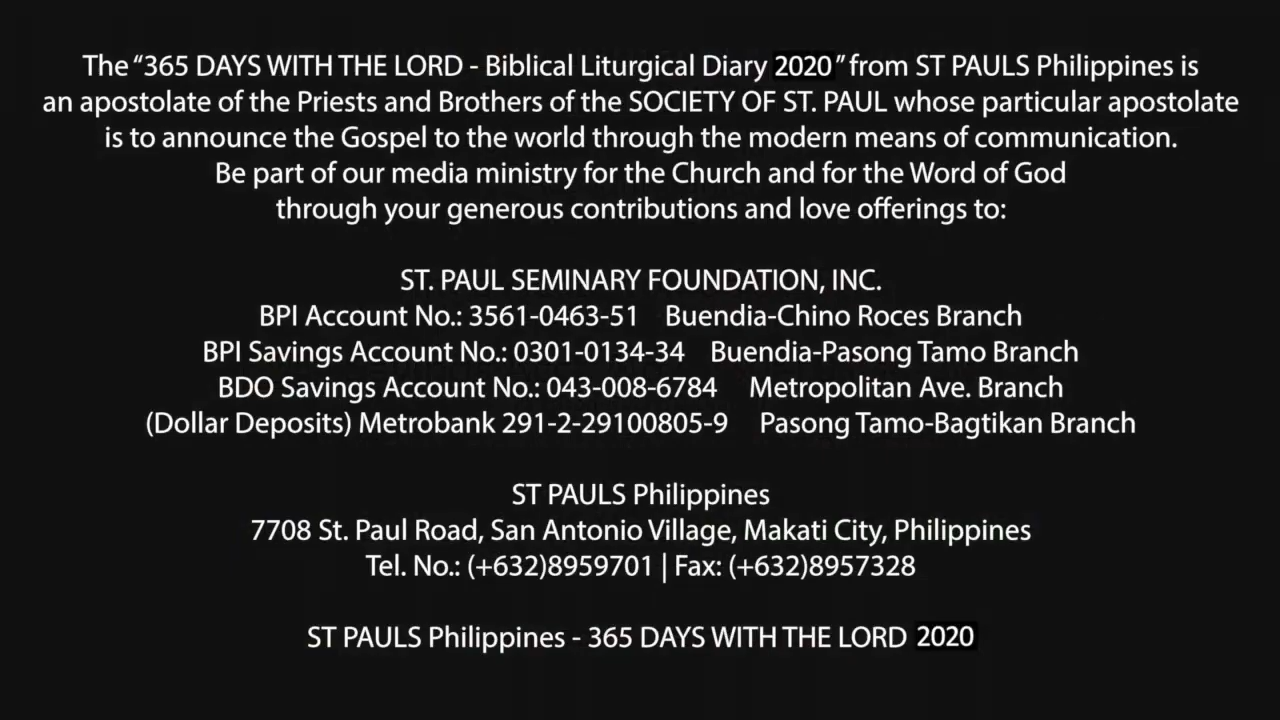 The “365 DAYS WITH THE LORD - Biblical Liturgical Diary 2020” from ST PAULS Philippines is
an apostolate of the Priests and Brothers of the SOCIETY OF ST. PAUL whose particular apostolate
is to announce the Gospel to the world through the modern means of communication.
Be part of our media ministry for the Church and for the Word of God
through your generous contributions and love offerings to:
ST. PAUL SEMINARY FOUNDATION, INC.
BPI Account No.: 3561-0463-51 Buendia-Chino Roces Branch
BPI Savings Account No.: 0301-0134-34 Buendia-Pasong Tamo Branch
BDO Savings Account No.: 043-008-6784 Metropolitan Ave. Branch
(Dollar Deposits) Metrobank 291-2-29100805-9 Pasong Tamo-Bagtikan Branch
ST PAULS Philippines
7708 St. Paul Road, San Antonio Village, Makati City, Philippines
Tel. No.: (+632)8959701 | Fax: (+632)8957328
ST PAULS Philippines - 365 DAYS WITH THE LORD 2020